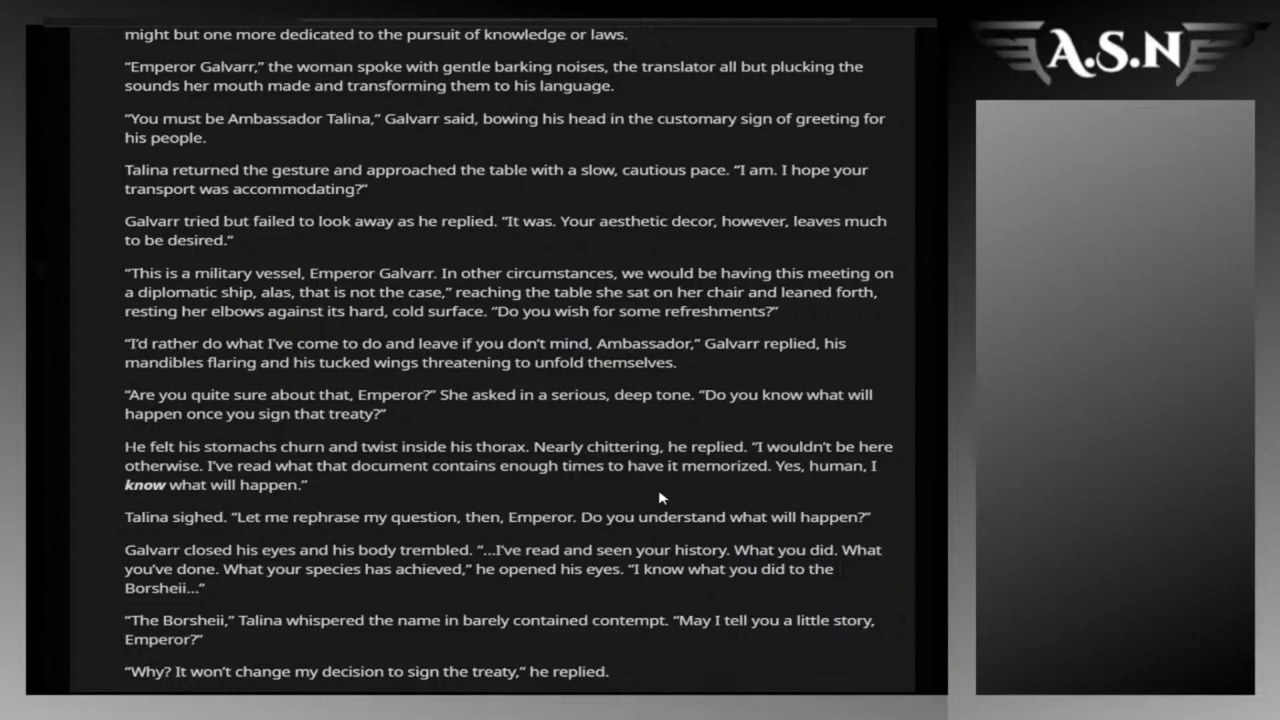 might but one more dedicated to the pursuit of knowledge or laws.
“Emperor Galvarr,” the woman spoke with gentle barking noises, the translator all but plucking the
sounds her mouth made and transforming them to his language.
“You must be Ambassador Talina,” Galvarr said, bowing his head in the customary sign of greeting for
his people.
Talina returned the gesture and approached the table with a slow, cautious pace. “I am. I hope your
transport was accommodating?”
Galvarr tried but failed to look away as he replied. “It was. Your aesthetic decor, however, leaves much
to be desired.”
“This is a military vessel, Emperor Galvarr. In other circumstances, we would be having this meeting on
a diplomatic ship, alas, that is not the case,” reaching the table she sat on her chair and leaned forth,
resting her elbows against its hard, cold surface. “Do you wish for some refreshments?”
“I’d rather do what I’ve come to do and leave if you don’t mind, Ambassador,” Galvarr replied, his
mandibles flaring and his tucked wings threatening to unfold themselves.
“Are you quite sure about that, Emperor?” She asked in a serious, deep tone. “Do you know what will
happen once you sign that treaty?”
He felt his stomachs churn and twist inside his thorax. Nearly chittering, he replied. “I wouldn’t be here
otherwise. I’ve read what that document contains enough times to have it memorized. Yes, human, I
know what will happen.”
Talina sighed. “Let me rephrase my question, then, Emperor. Do you understand what will happen?”
Galvarr closed his eyes and his body trembled. “...I’ve read and seen your history. What you did. What
you’ve done. What your species has achieved,” he opened his eyes. “I know what you did to the
Borsheii...”
“The Borsheii,” Talina whispered the name in barely contained contempt. “May I tell you a little story,
Emperor?”
“Why? It won’t change my decision to sign the treaty,” he replied.
A.S.N